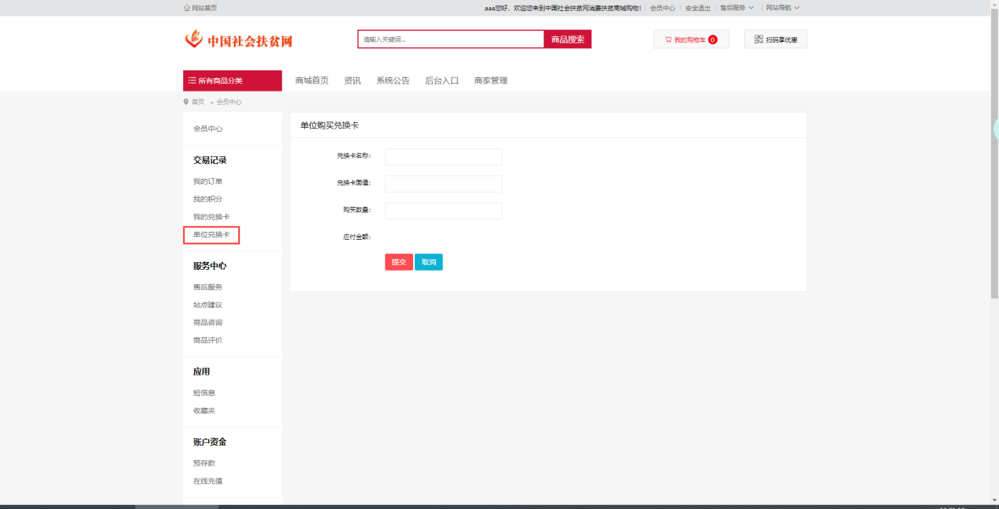 网站首页
aaa您好，欢迎您来到中国社会扶贫网消费扶贫商城购物! 会员中心 安全退出 售后服务 网站导航
中国社会扶贫网
请输入关键词... 商品搜索
我的购物车 0
扫码享优惠
所有商品分类 商城首页 资讯 系统公告 后台入口 商家管理
首页 » 会员中心
会员中心
交易记录
我的订单
我的积分
我的兑换卡
单位兑换卡
服务中心
售后服务
站点建议
商品咨询
商品评价
应用
短信息
收藏夹
账户资金
预存款
在线充值
单位购买兑换卡
兑换卡名称:
兑换卡面值:
购买数量:
应付金额:
提交 取消